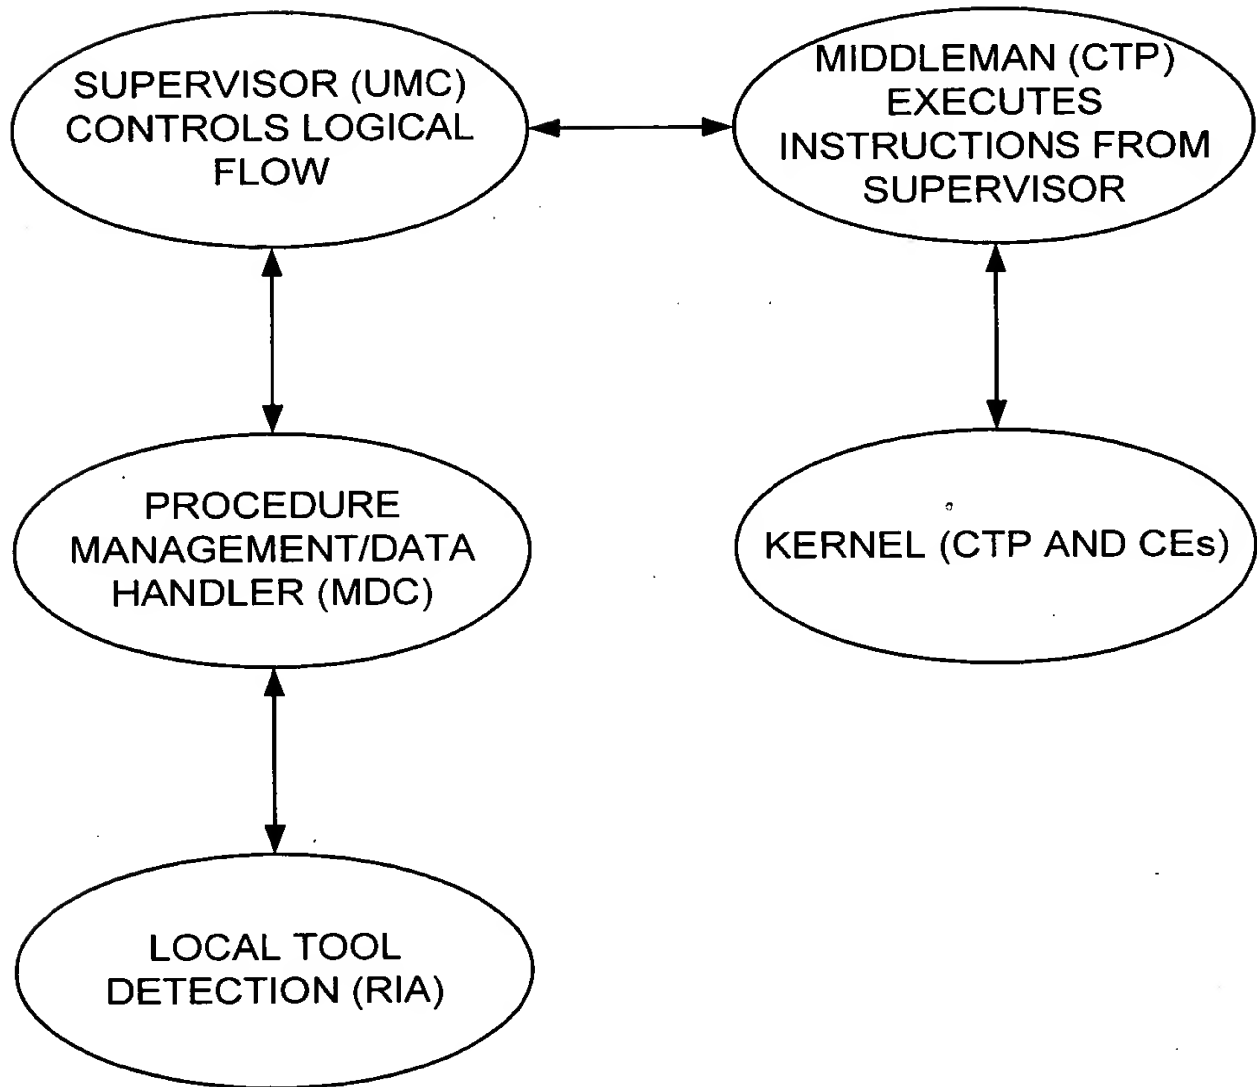 SUPERVISOR (UMC)
CONTROLS LOGICAL
FLOW
MIDDLEMAN (CTP)
EXECUTES
INSTRUCTIONS FROM
SUPERVISOR
PROCEDURE
MANAGEMENT/DATA
HANDLER (MDC)
KERNEL (CTP AND CEs)
LOCAL TOOL
DETECTION (RIA)